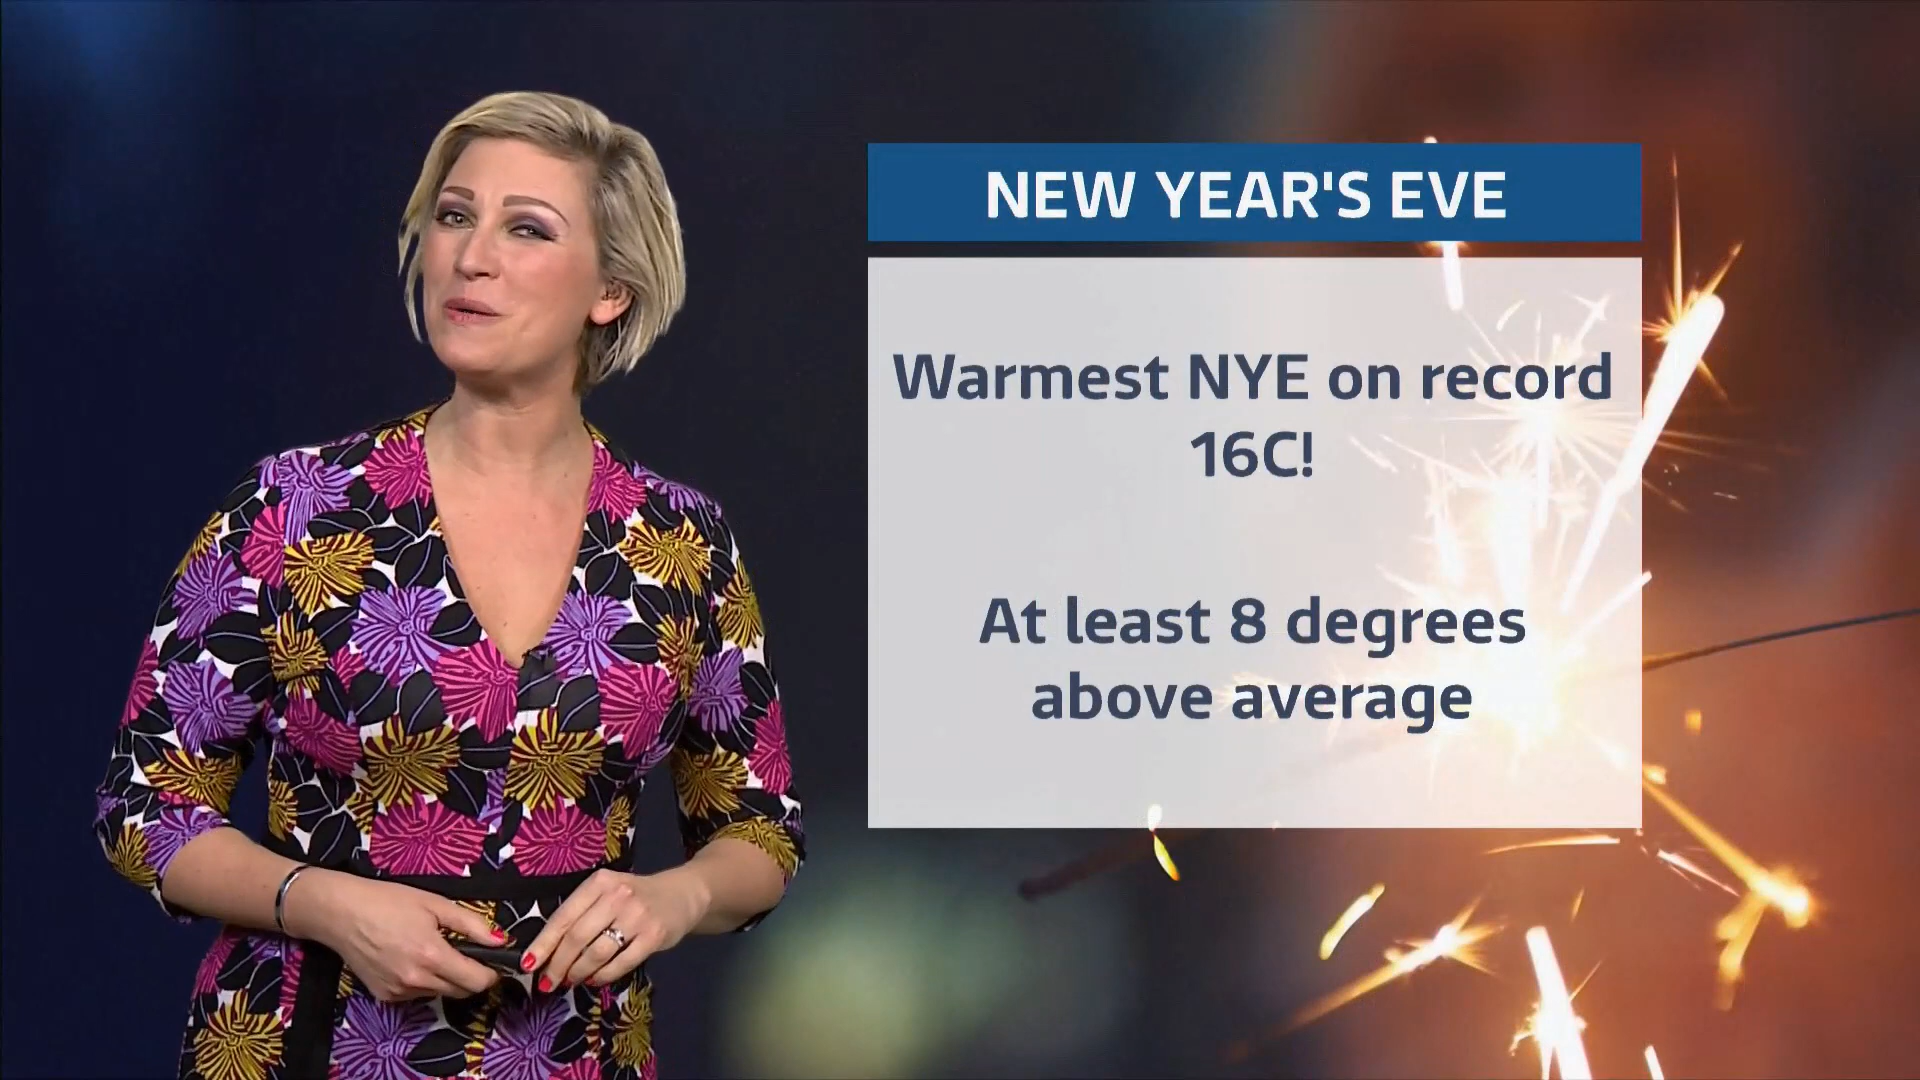 NEW YEAR'S EVE
Warmest NYE on record
16C!
At least 8 degrees
above average